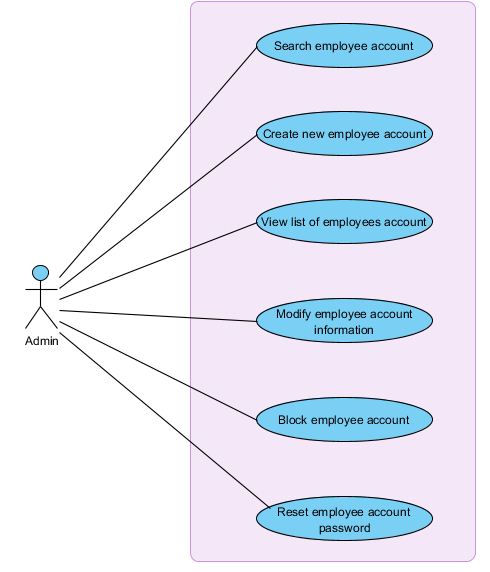 Search employee account
Create new employee account
View list of employees account
Admin
Modify employee account
information
Block employee account
Reset employee account
password